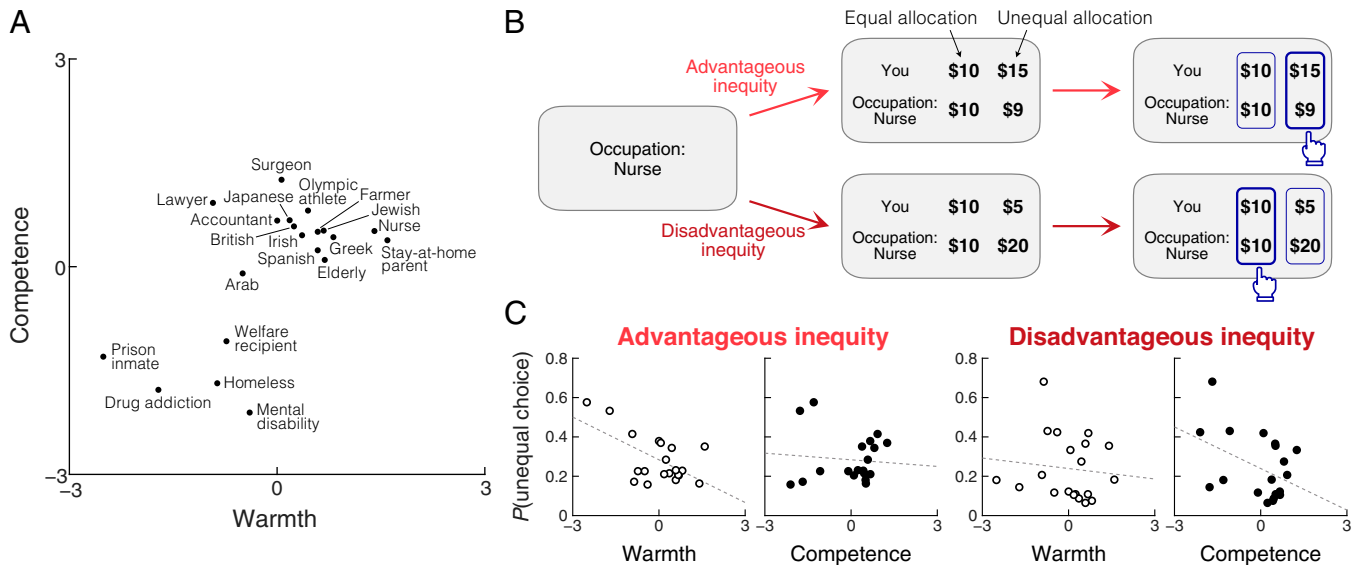 A
3
Competence
0
-3
-3
0
3
Warmth
Surgeon
Lawyer
Japanese
Olympic
athlete
Farmer
Jewish
Accountant
Nurse
British
Irish
Greek
Stay-at-home
parent
Spanish
Elderly
Arab
Welfare
recipient
Prison
inmate
Homeless
Drug addiction
Mental
disability
B
Equal allocation
Unequal allocation
Occupation:
Nurse
Advantageous
inequity
You $10 $15
Occupation:
Nurse $10 $9
You $10 $15
Occupation:
Nurse $10 $9
Disadvantageous
inequity
You $10 $5
Occupation:
Nurse $10 $20
You $10 $5
Occupation:
Nurse $10 $20
C
Advantageous inequity
Disadvantageous inequity
P(unequal choice)
0.8
0.6
0.4
0.2
0
-3 0 3
Warmth
-3 0 3
Competence
0.8
0.6
0.4
0.2
0
-3 0 3
Warmth
-3 0 3
Competence